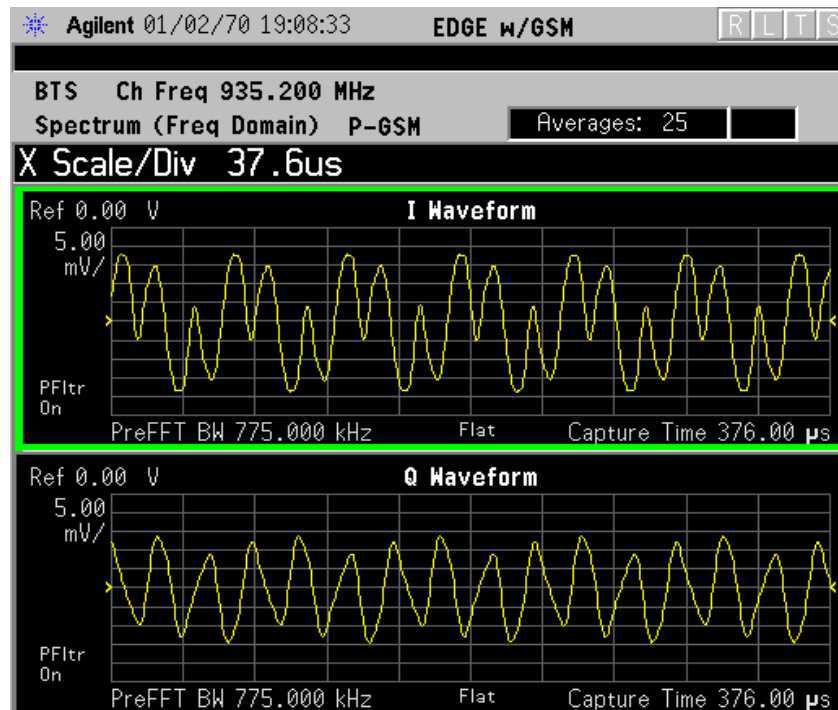 Agilent 01/02/70 19:08:33 EDGE w/GSM R L T S
BTS Ch Freq 935.200 MHz
Spectrum (Freq Domain) P-GSM Averages: 25
X Scale/Div 37.6us
Ref 0.00 V I Waveform
5.00
mV/
PFltr
On
PreFFT BW 775.000 kHz Flat Capture Time 376.00 µs
Ref 0.00 V Q Waveform
5.00
mV/
PFltr
On
PreFFT BW 775.000 kHz Flat Capture Time 376.00 µs